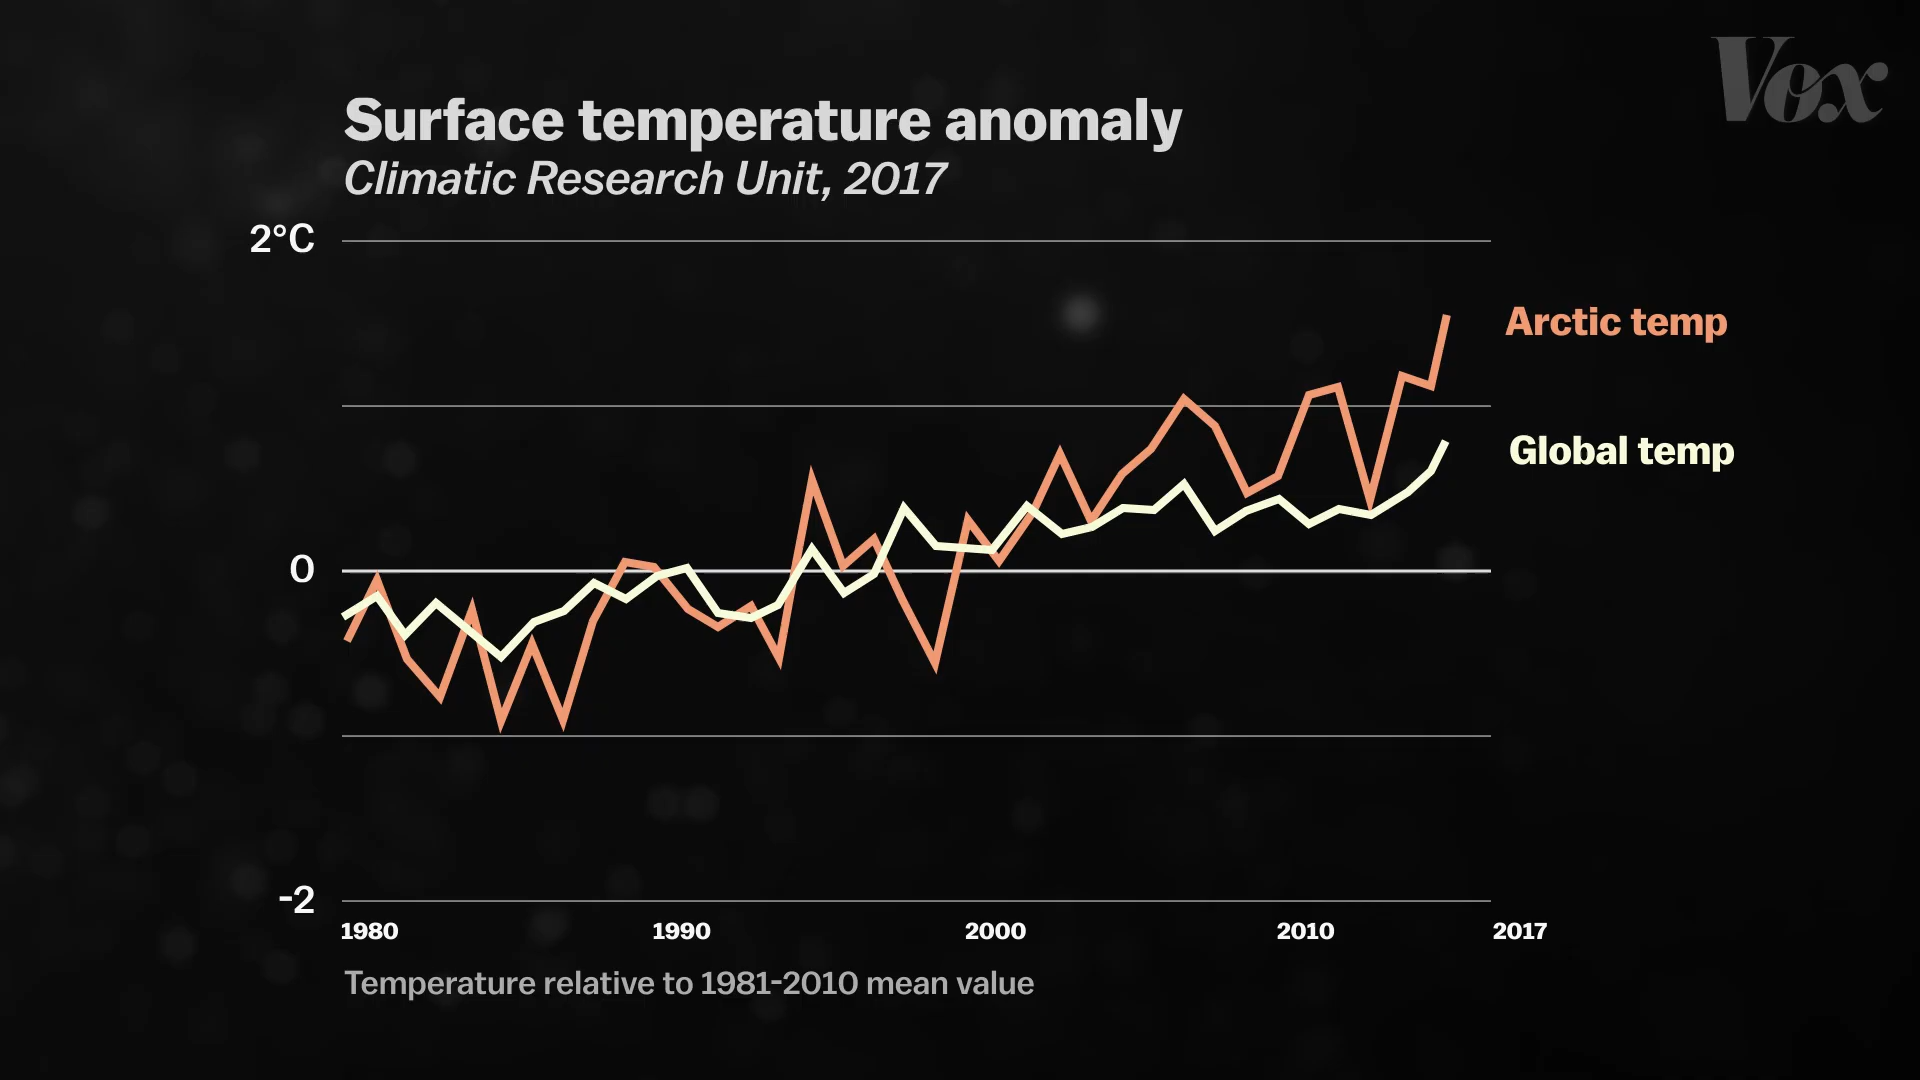 Vox
Surface temperature anomaly
Climatic Research Unit, 2017
2°C
Arctic temp
Global temp
0
-2
1980 1990 2000 2010 2017
Temperature relative to 1981-2010 mean value